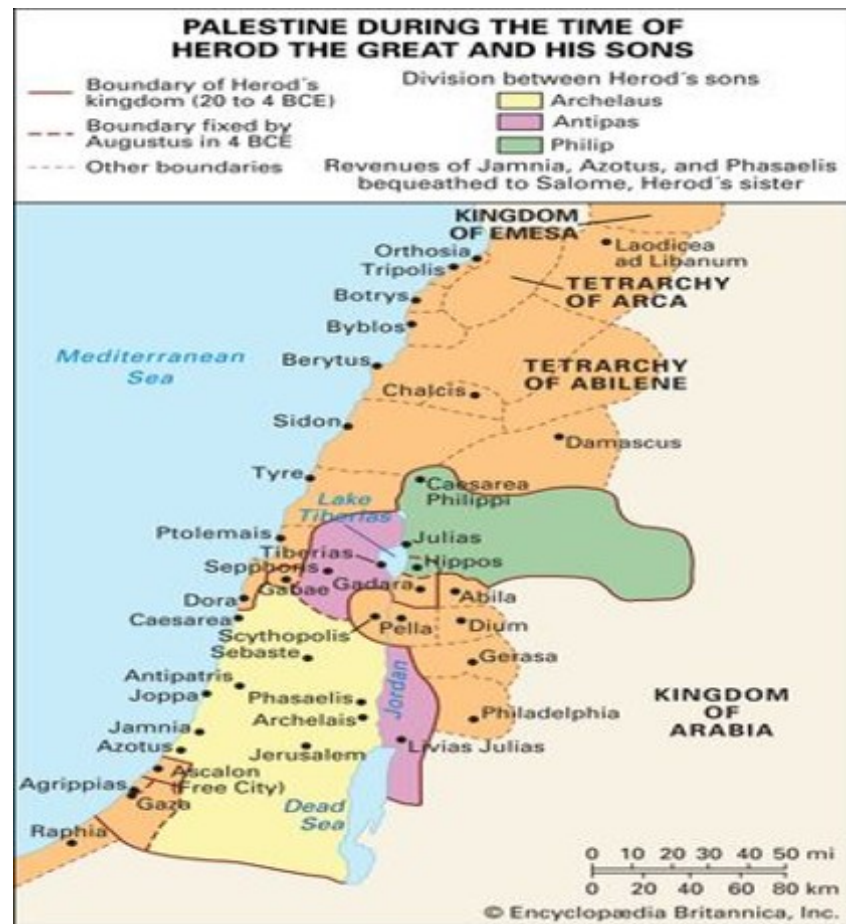 PALESTINE DURING THE TIME OF
HEROD THE GREAT AND HIS SONS
Boundary of Herod's
kingdom (20 to 4 BCE)
Boundary fixed by
Augustus in 4 BCE
Other boundaries
Division between Herod's sons
Archelaus
Antipas
Philip
Revenues of Jamnia, Azotus, and Phasaelis
bequeathed to Salome, Herod's sister
KINGDOM
OF EMESA
Laodicea
ad Libanum
Orthosia
Tripolis
TETRARCHY
OF ARCA
Botrys
Byblos
Mediterranean
Sea
Berytus
TETRARCHY
OF ABILENE
Chalcis
Sidon
Damascus
Tyre
Caesarea
Philippi
Lake
Tiberias
Ptolemais
Julias
Tiberias
Sepphoris
Hippos
Gabae
Gadara
Abila
Dora
Caesarea
Scythopolis
Pella
Dium
Sebaste
Gerasa
Antipatris
Joppa
Phasaelis
Jordan
Archelais
Philadelphia
KINGDOM
OF
ARABIA
Jamnia
Azotus
Jerusalem
Livias Julias
Ascalon
(Free City)
Agrippias
Gaza
Dead
Sea
Raphia
0 10 20 30 40 50 mi
0 20 40 60 80 km
© Encyclopædia Britannica, Inc.